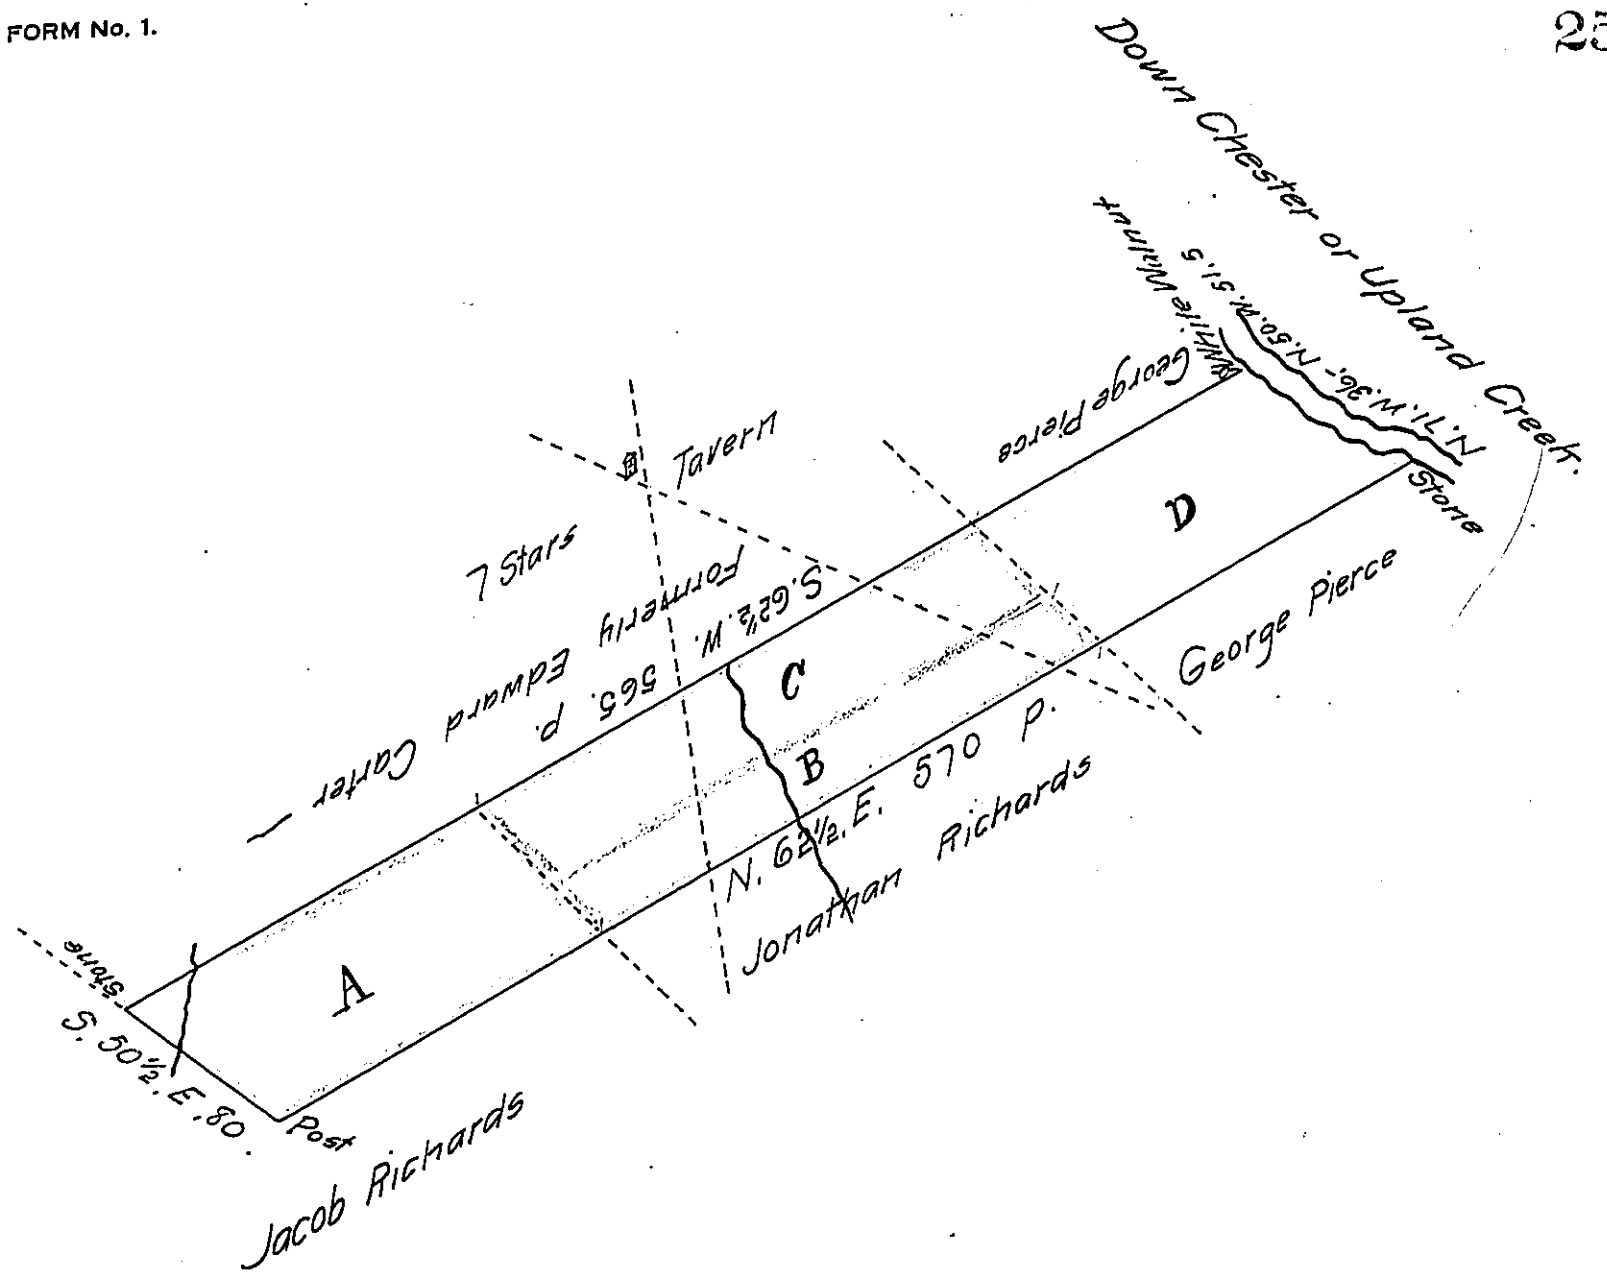 FORM No. 1.
25
Down Chester or Upland Creek.
N.71.W.36,- N.50.W.51,5
White Walnut
George Pierce
Stone
D
Tavern
7 Stars
Formerly Edward Carter
S. 62½. W. 565. P.
C
B
George Pierce
N. 62½. E. 570 P.
Jonathan Richards
A
Stone
S. 50½. E. 80.
Post
Jacob Richards